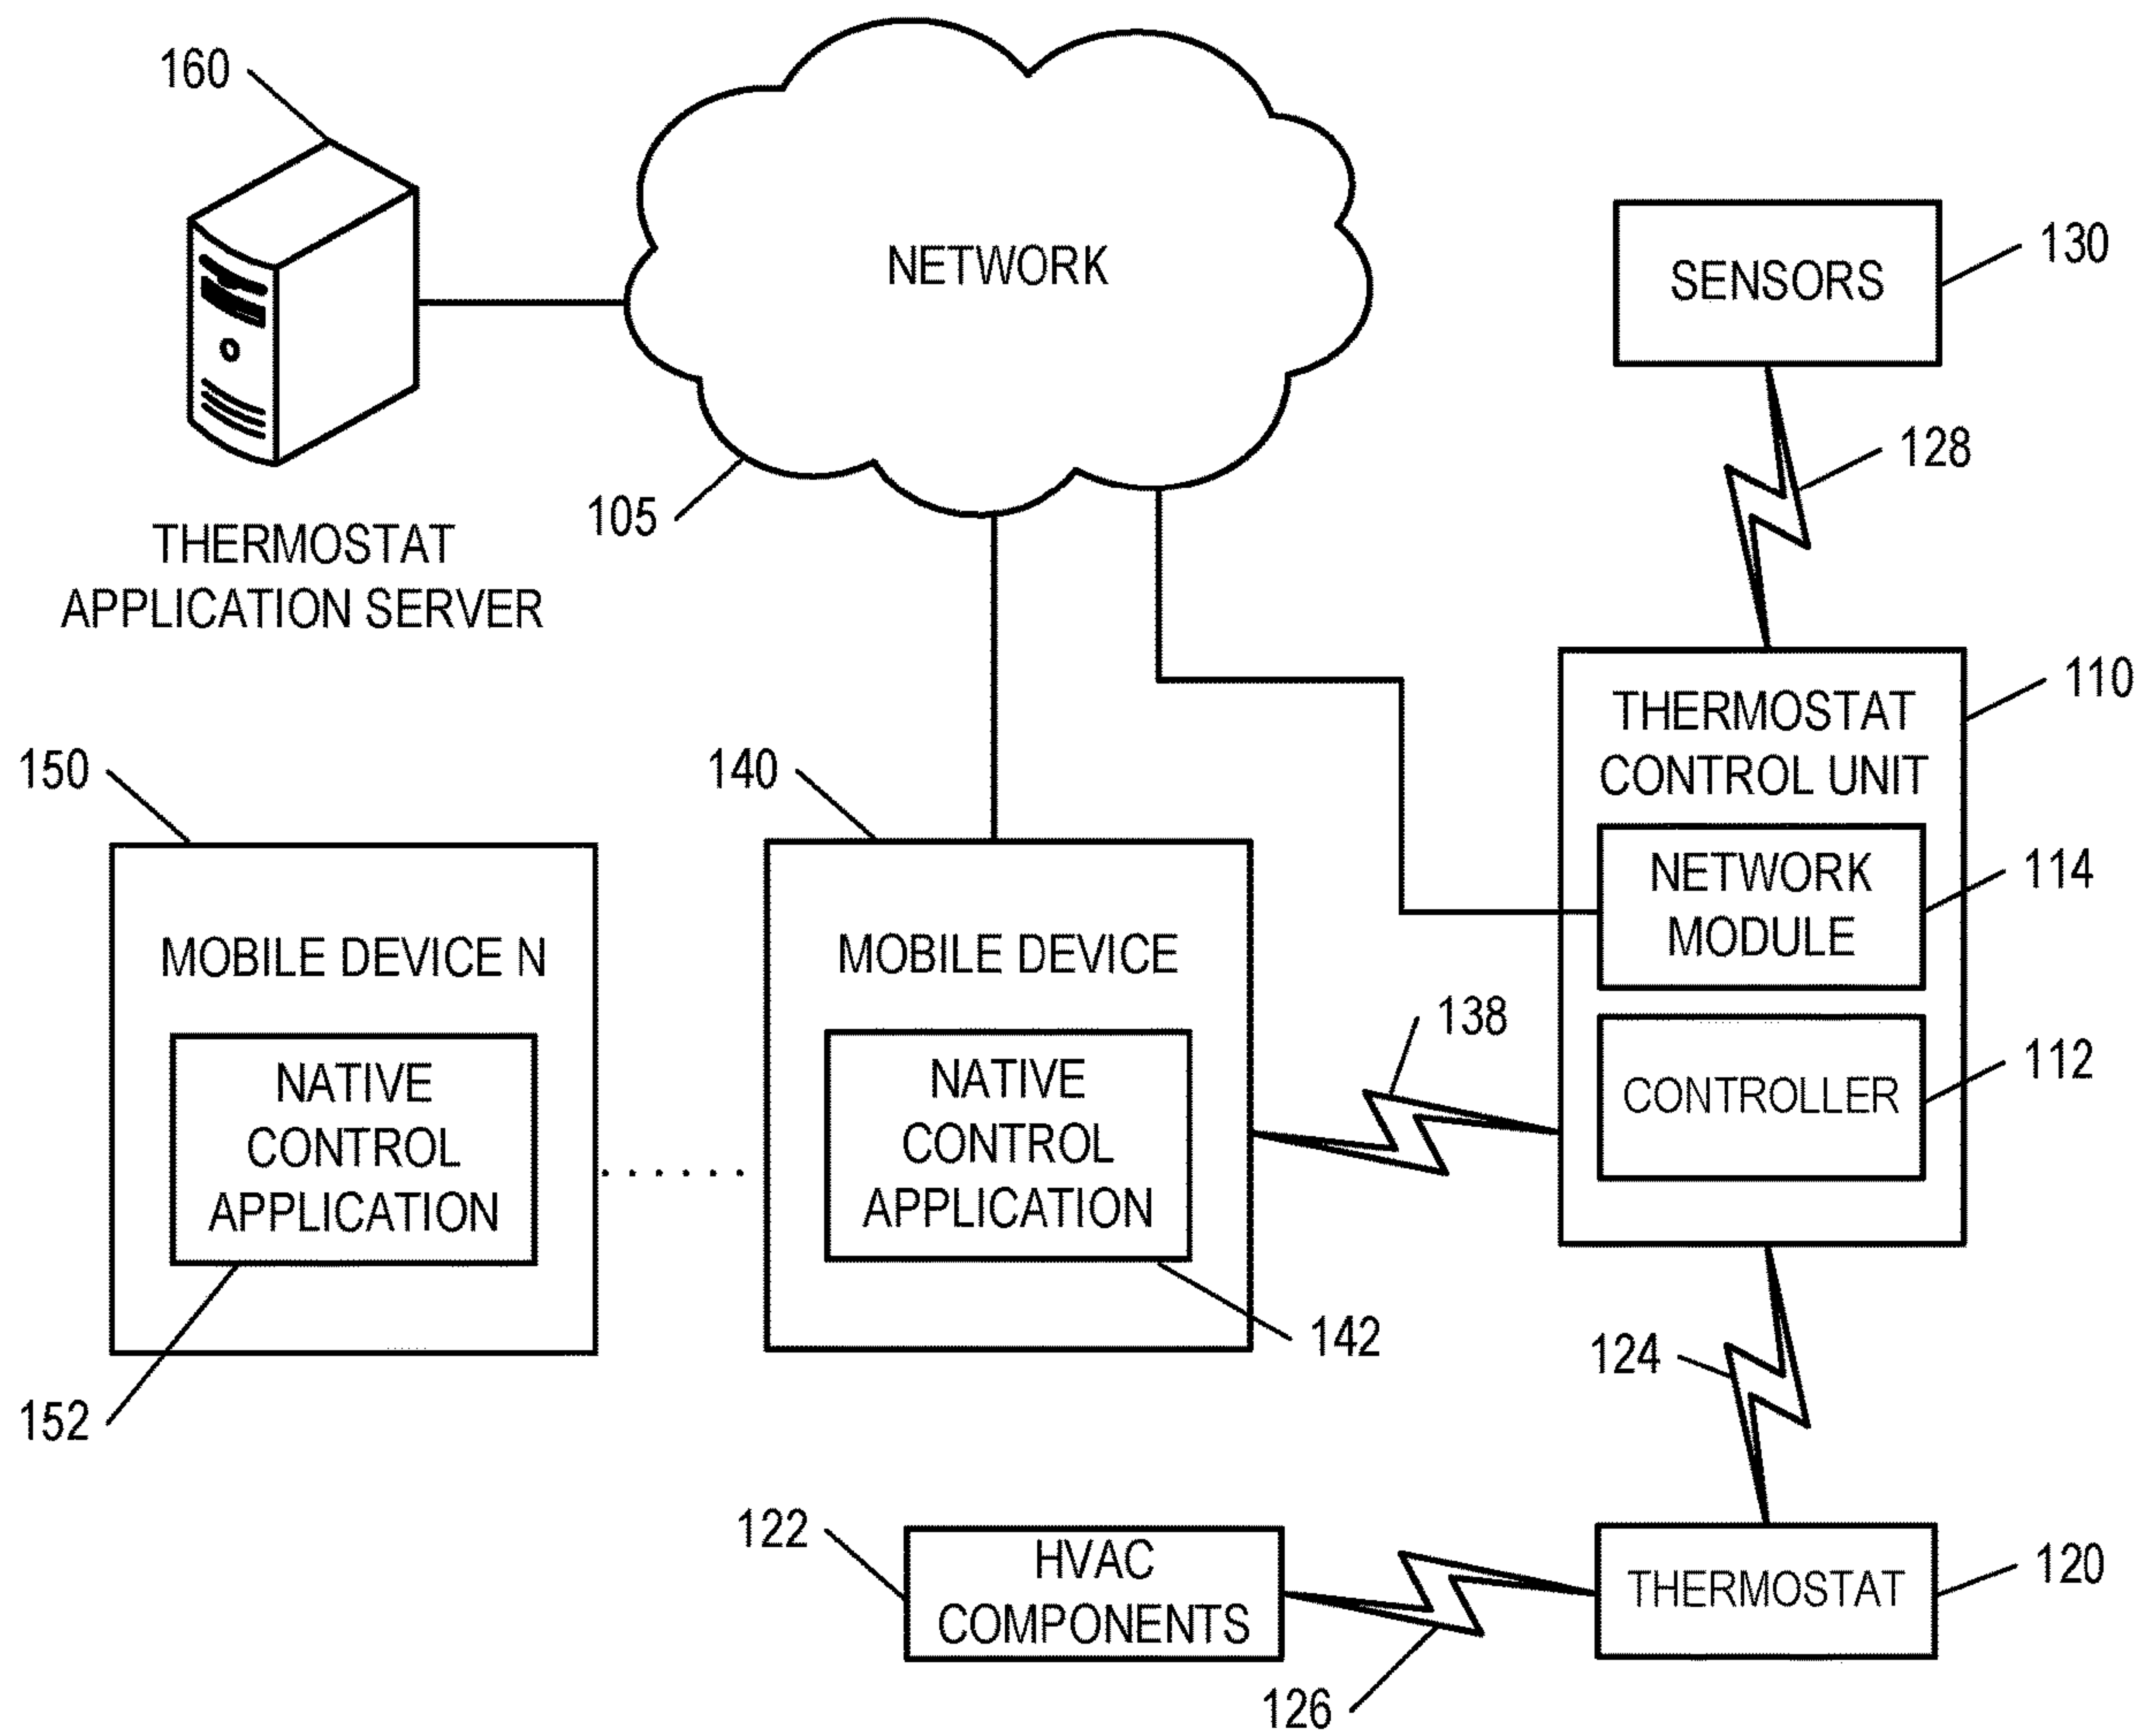 160
NETWORK
130
SENSORS
128
105
THERMOSTAT
APPLICATION SERVER
110
THERMOSTAT
CONTROL UNIT
150
140
NETWORK
MODULE
114
MOBILE DEVICE N
MOBILE DEVICE
138
112
CONTROLLER
NATIVE
CONTROL
APPLICATION
NATIVE
CONTROL
APPLICATION
......
142
124
152
122
HVAC
COMPONENTS
THERMOSTAT
120
126